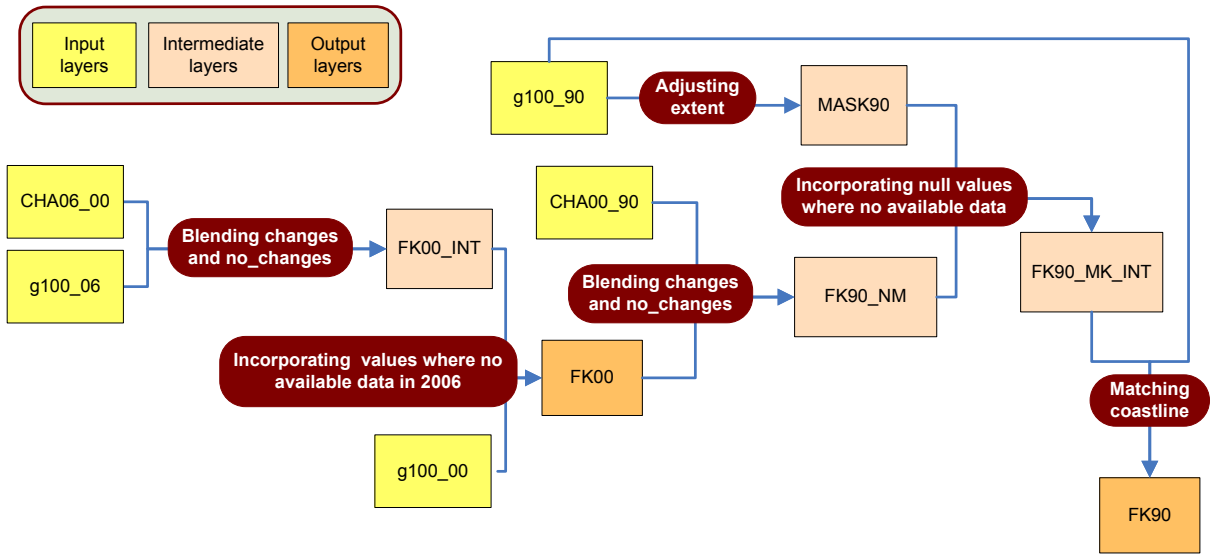 Input
layers
Intermediate
layers
Output
layers
g100_90
Adjusting
extent
MASK90
CHA06_00
g100_06
Blending changes
and no_changes
FK00_INT
CHA00_90
Incorporating null values
where no available data
FK90_MK_INT
Blending changes
and no_changes
FK90_NM
Incorporating values where no
available data in 2006
FK00
g100_00
Matching
coastline
FK90